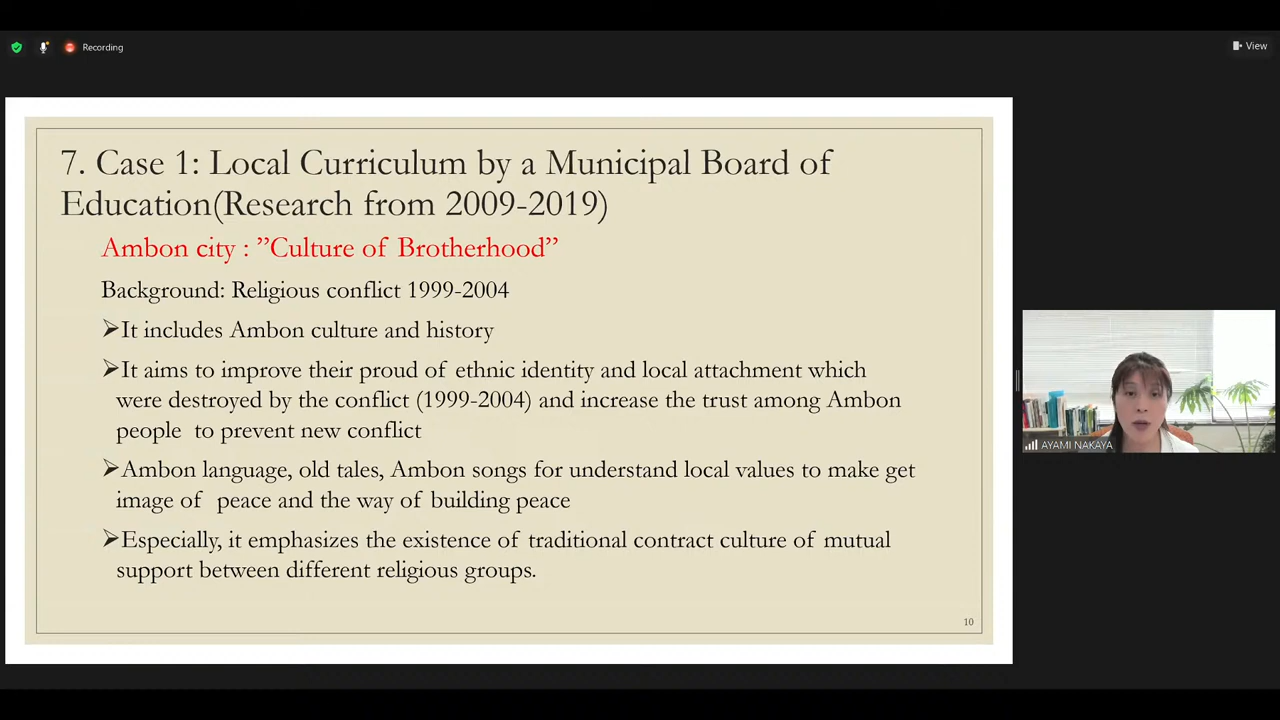 Recording
View
7. Case 1: Local Curriculum by a Municipal Board of
Education(Research from 2009-2019)
Ambon city : ”Culture of Brotherhood”
Background: Religious conflict 1999-2004
➢It includes Ambon culture and history
➢It aims to improve their proud of ethnic identity and local attachment which
were destroyed by the conflict (1999-2004) and increase the trust among Ambon
people to prevent new conflict
➢Ambon language, old tales, Ambon songs for understand local values to make get
image of peace and the way of building peace
➢Especially, it emphasizes the existence of traditional contract culture of mutual
support between different religious groups.
10
AYAMI NAKAYA